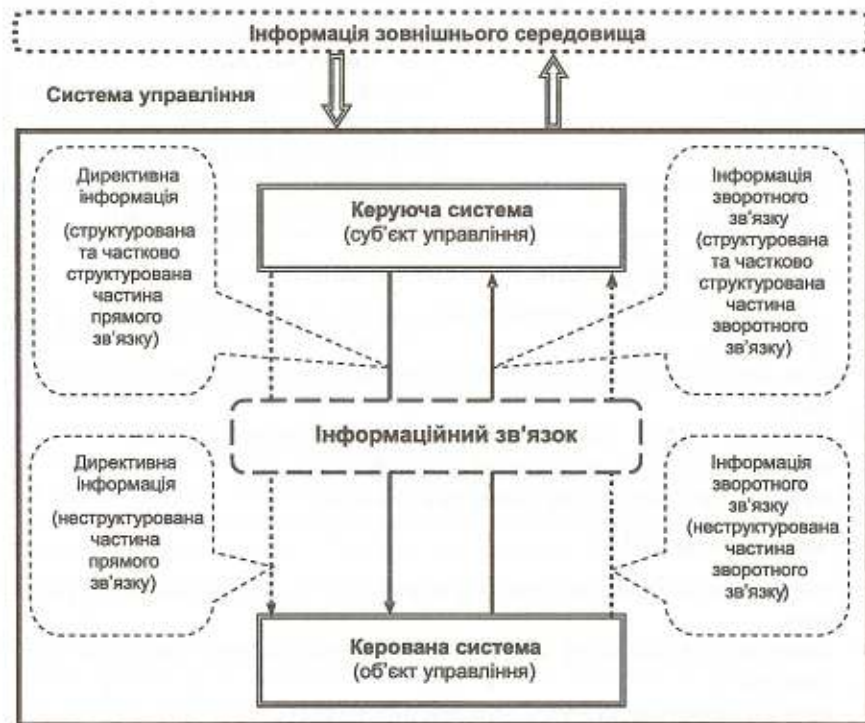 Інформація зовнішнього середовища
Система управління
Директивна
інформація
(структурована
та частково
структурована
частина
прямого
зв'язку)
Керуюча система
(суб'єкт управління)
Інформація
зворотного
зв'язку
(структурована
та частково
структурована
частина
зворотного
зв'язку)
Інформаційний зв'язок
Директивна
інформація
(неструктурована
частина
прямого
зв'язку)
Інформація
зворотного
зв'язку
(неструктурована
частина
зворотного
зв'язку)
Керована система
(об'єкт управління)